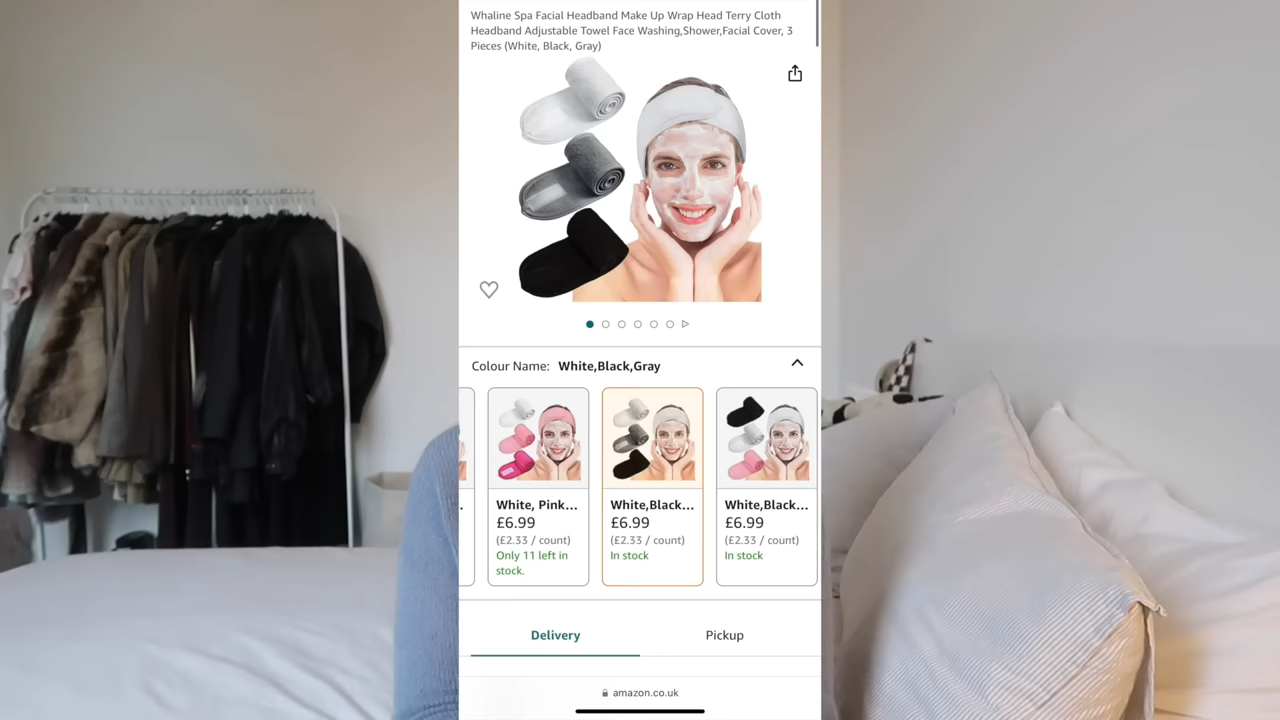 Whaline Spa Facial Headband Make Up Wrap Head Terry Cloth
Headband Adjustable Towel Face Washing,Shower,Facial Cover, 3
Pieces (White, Black, Gray)
Colour Name: White,Black,Gray
White, Pink...
£6.99
(£2.33 / count)
Only 11 left in
stock.
White,Black...
£6.99
(£2.33 / count)
In stock
White,Black...
£6.99
(£2.33 / count)
In stock
Delivery
Pickup
amazon.co.uk